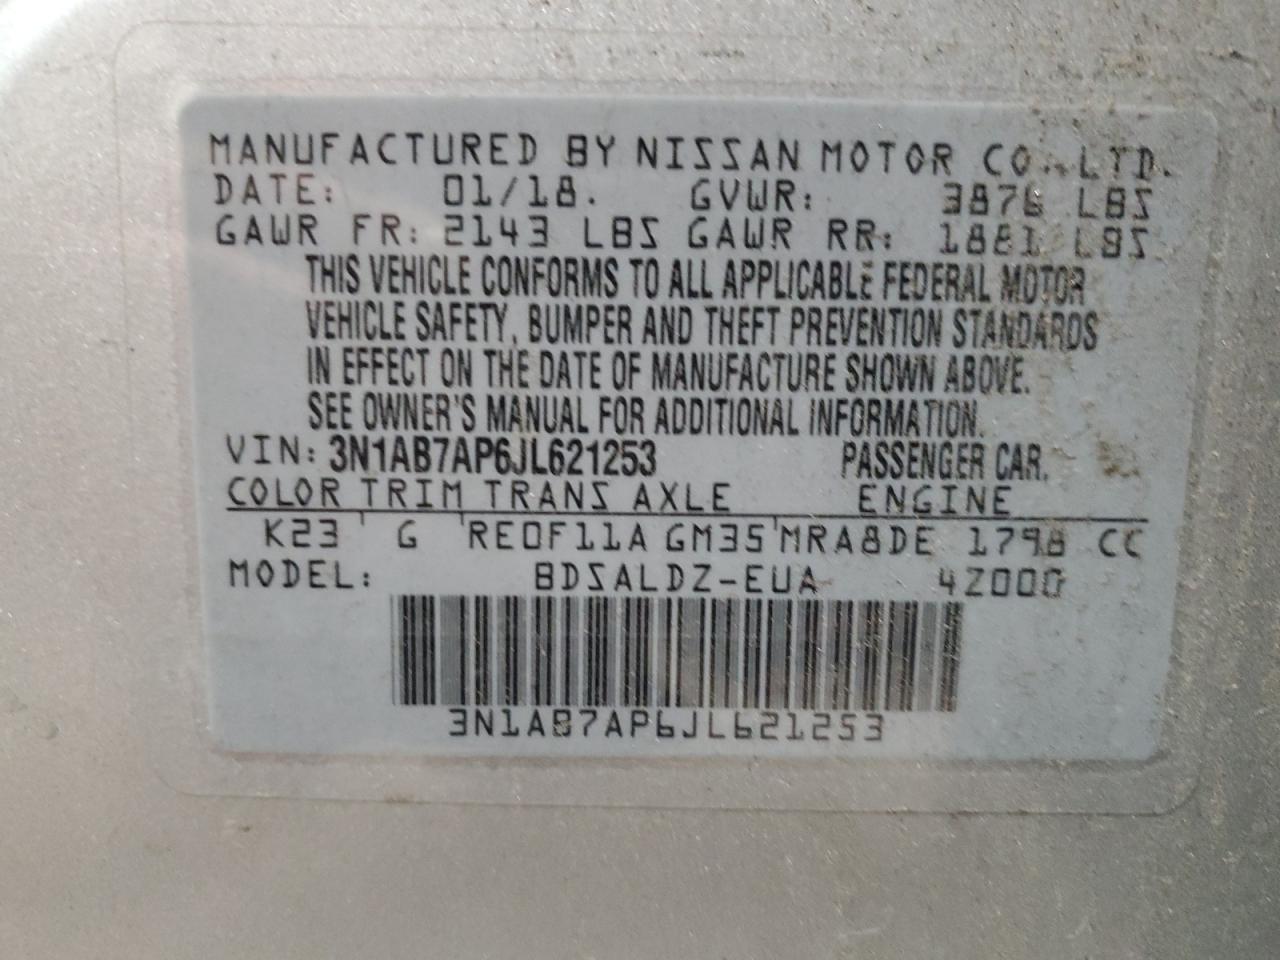 MANUFACTURED BY NISSAN MOTOR CO., LTD.
DATE: 01/18. GVWR: 3876 LBS
GAWR FR: 2143 LBS GAWR RR: 1881 LBS
THIS VEHICLE CONFORMS TO ALL APPLICABLE FEDERAL MOTOR
VEHICLE SAFETY, BUMPER AND THEFT PREVENTION STANDARDS
IN EFFECT ON THE DATE OF MANUFACTURE SHOWN ABOVE.
SEE OWNER'S MANUAL FOR ADDITIONAL INFORMATION.
VIN: 3N1AB7AP6JL621253 PASSENGER CAR.
COLOR TRIM TRANS AXLE ENGINE
K23 G RE0F11A GM35 MRA8DE 1798 CC
MODEL: BDSALDZ-EUA 42000
3N1AB7AP6JL621253